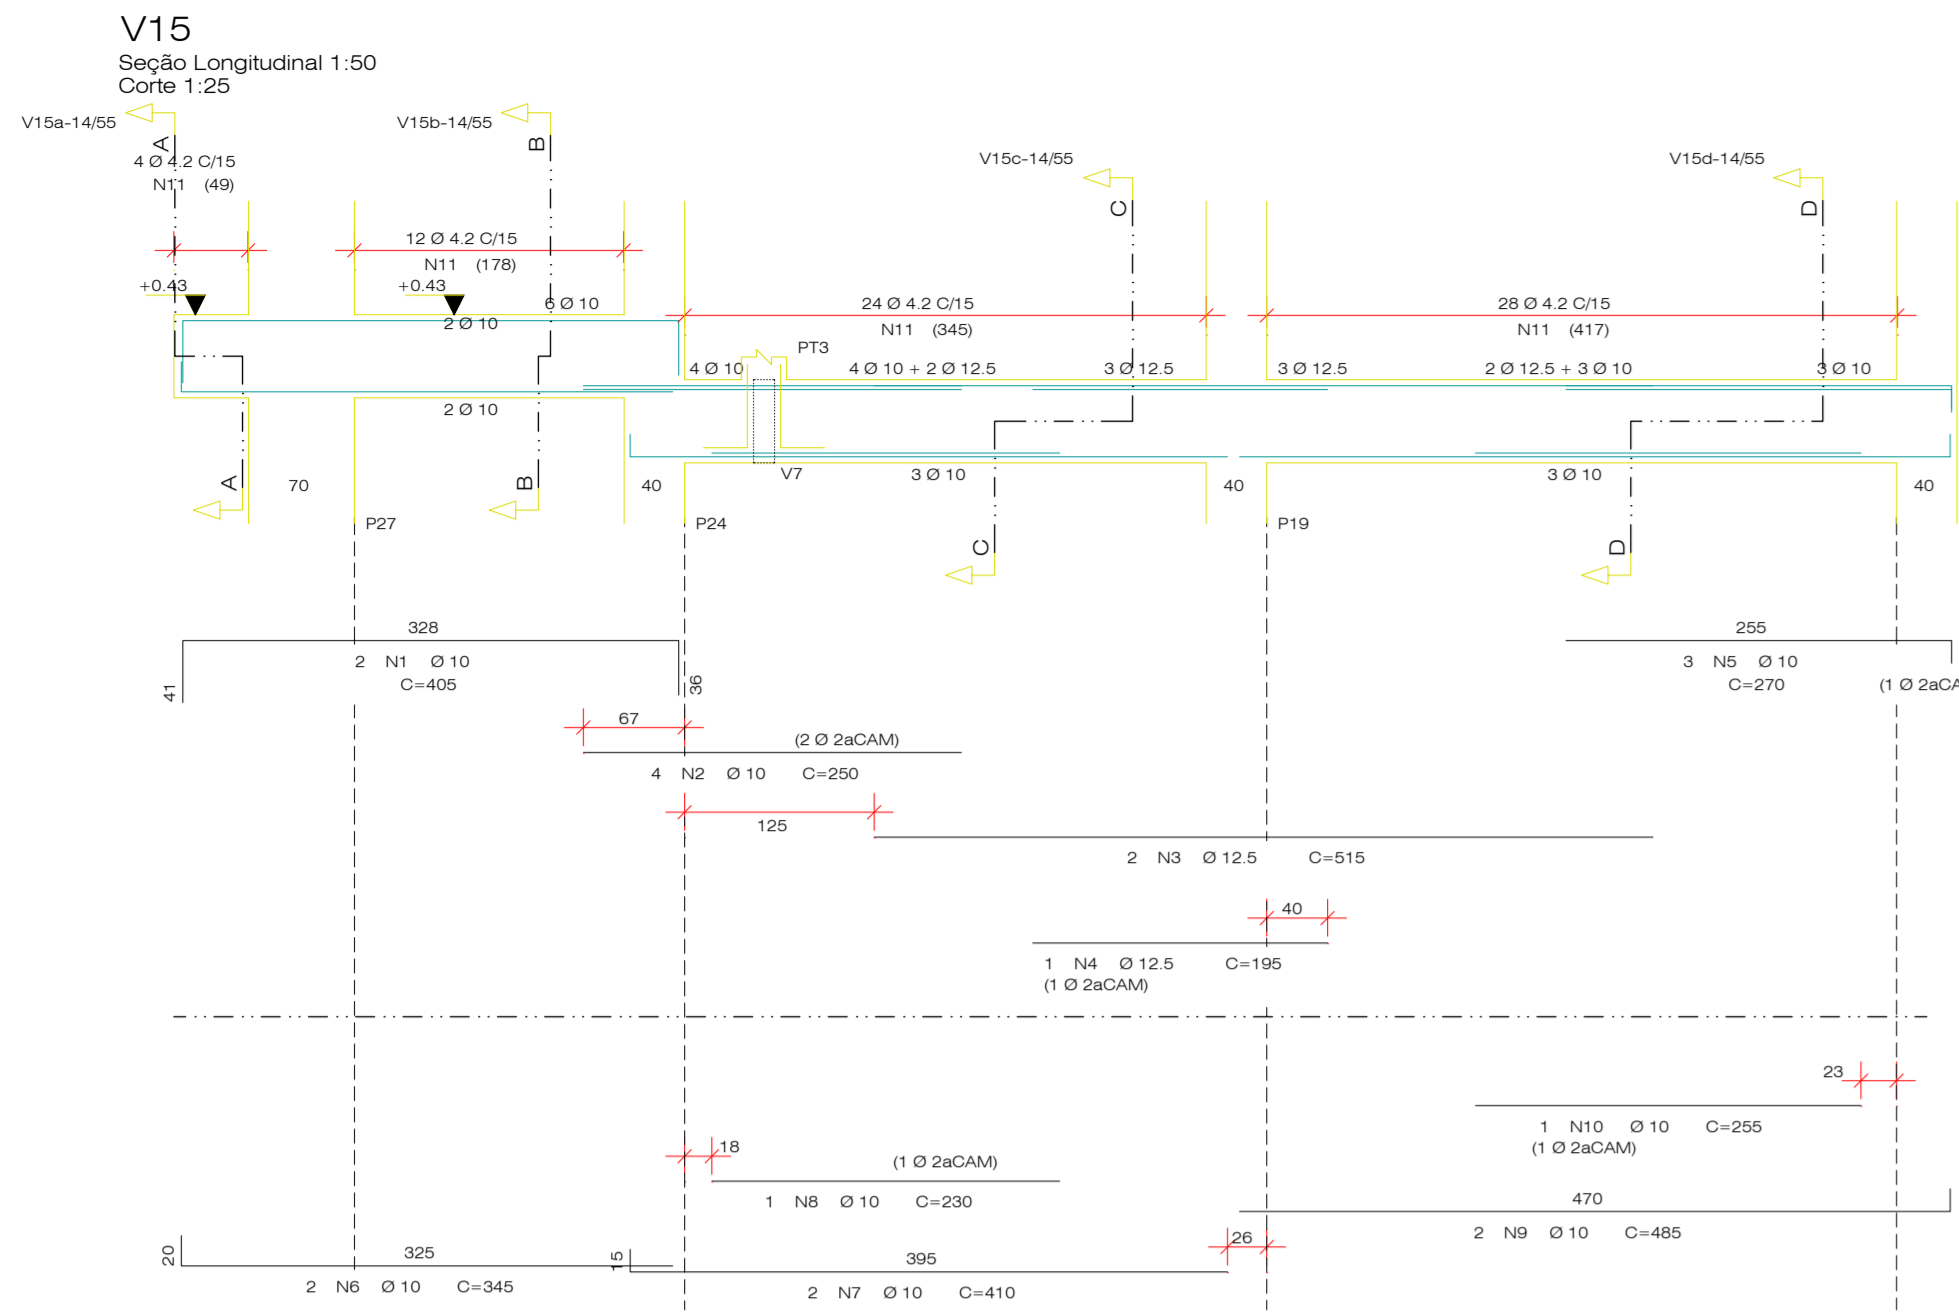 V15
Seção Longitudinal 1:50
Corte 1:25
V15a-14/55
V15b-14/55
V15c-14/55
V15d-14/55
A
B
C
D
4 Ø 4.2 C/15
N11 (49)
12 Ø 4.2 C/15
N11 (178)
+0.43
+0.43
6 Ø 10
24 Ø 4.2 C/15
N11 (345)
28 Ø 4.2 C/15
N11 (417)
2 Ø 10
PT3
4 Ø 10
4 Ø 10 + 2 Ø 12.5
3 Ø 12.5
3 Ø 12.5
2 Ø 12.5 + 3 Ø 10
3 Ø 10
2 Ø 10
V7
3 Ø 10
3 Ø 10
A
70
B
40
40
40
P27
P24
P19
C
D
328
2 N1 Ø 10
C=405
41
36
255
3 N5 Ø 10
C=270
(1 Ø 2aCA
67
(2 Ø 2aCAM)
4 N2 Ø 10 C=250
125
2 N3 Ø 12.5 C=515
40
1 N4 Ø 12.5 C=195
(1 Ø 2aCAM)
23
1 N10 Ø 10 C=255
(1 Ø 2aCAM)
18
(1 Ø 2aCAM)
1 N8 Ø 10 C=230
470
2 N9 Ø 10 C=485
26
20
325
2 N6 Ø 10 C=345
15
395
2 N7 Ø 10 C=410